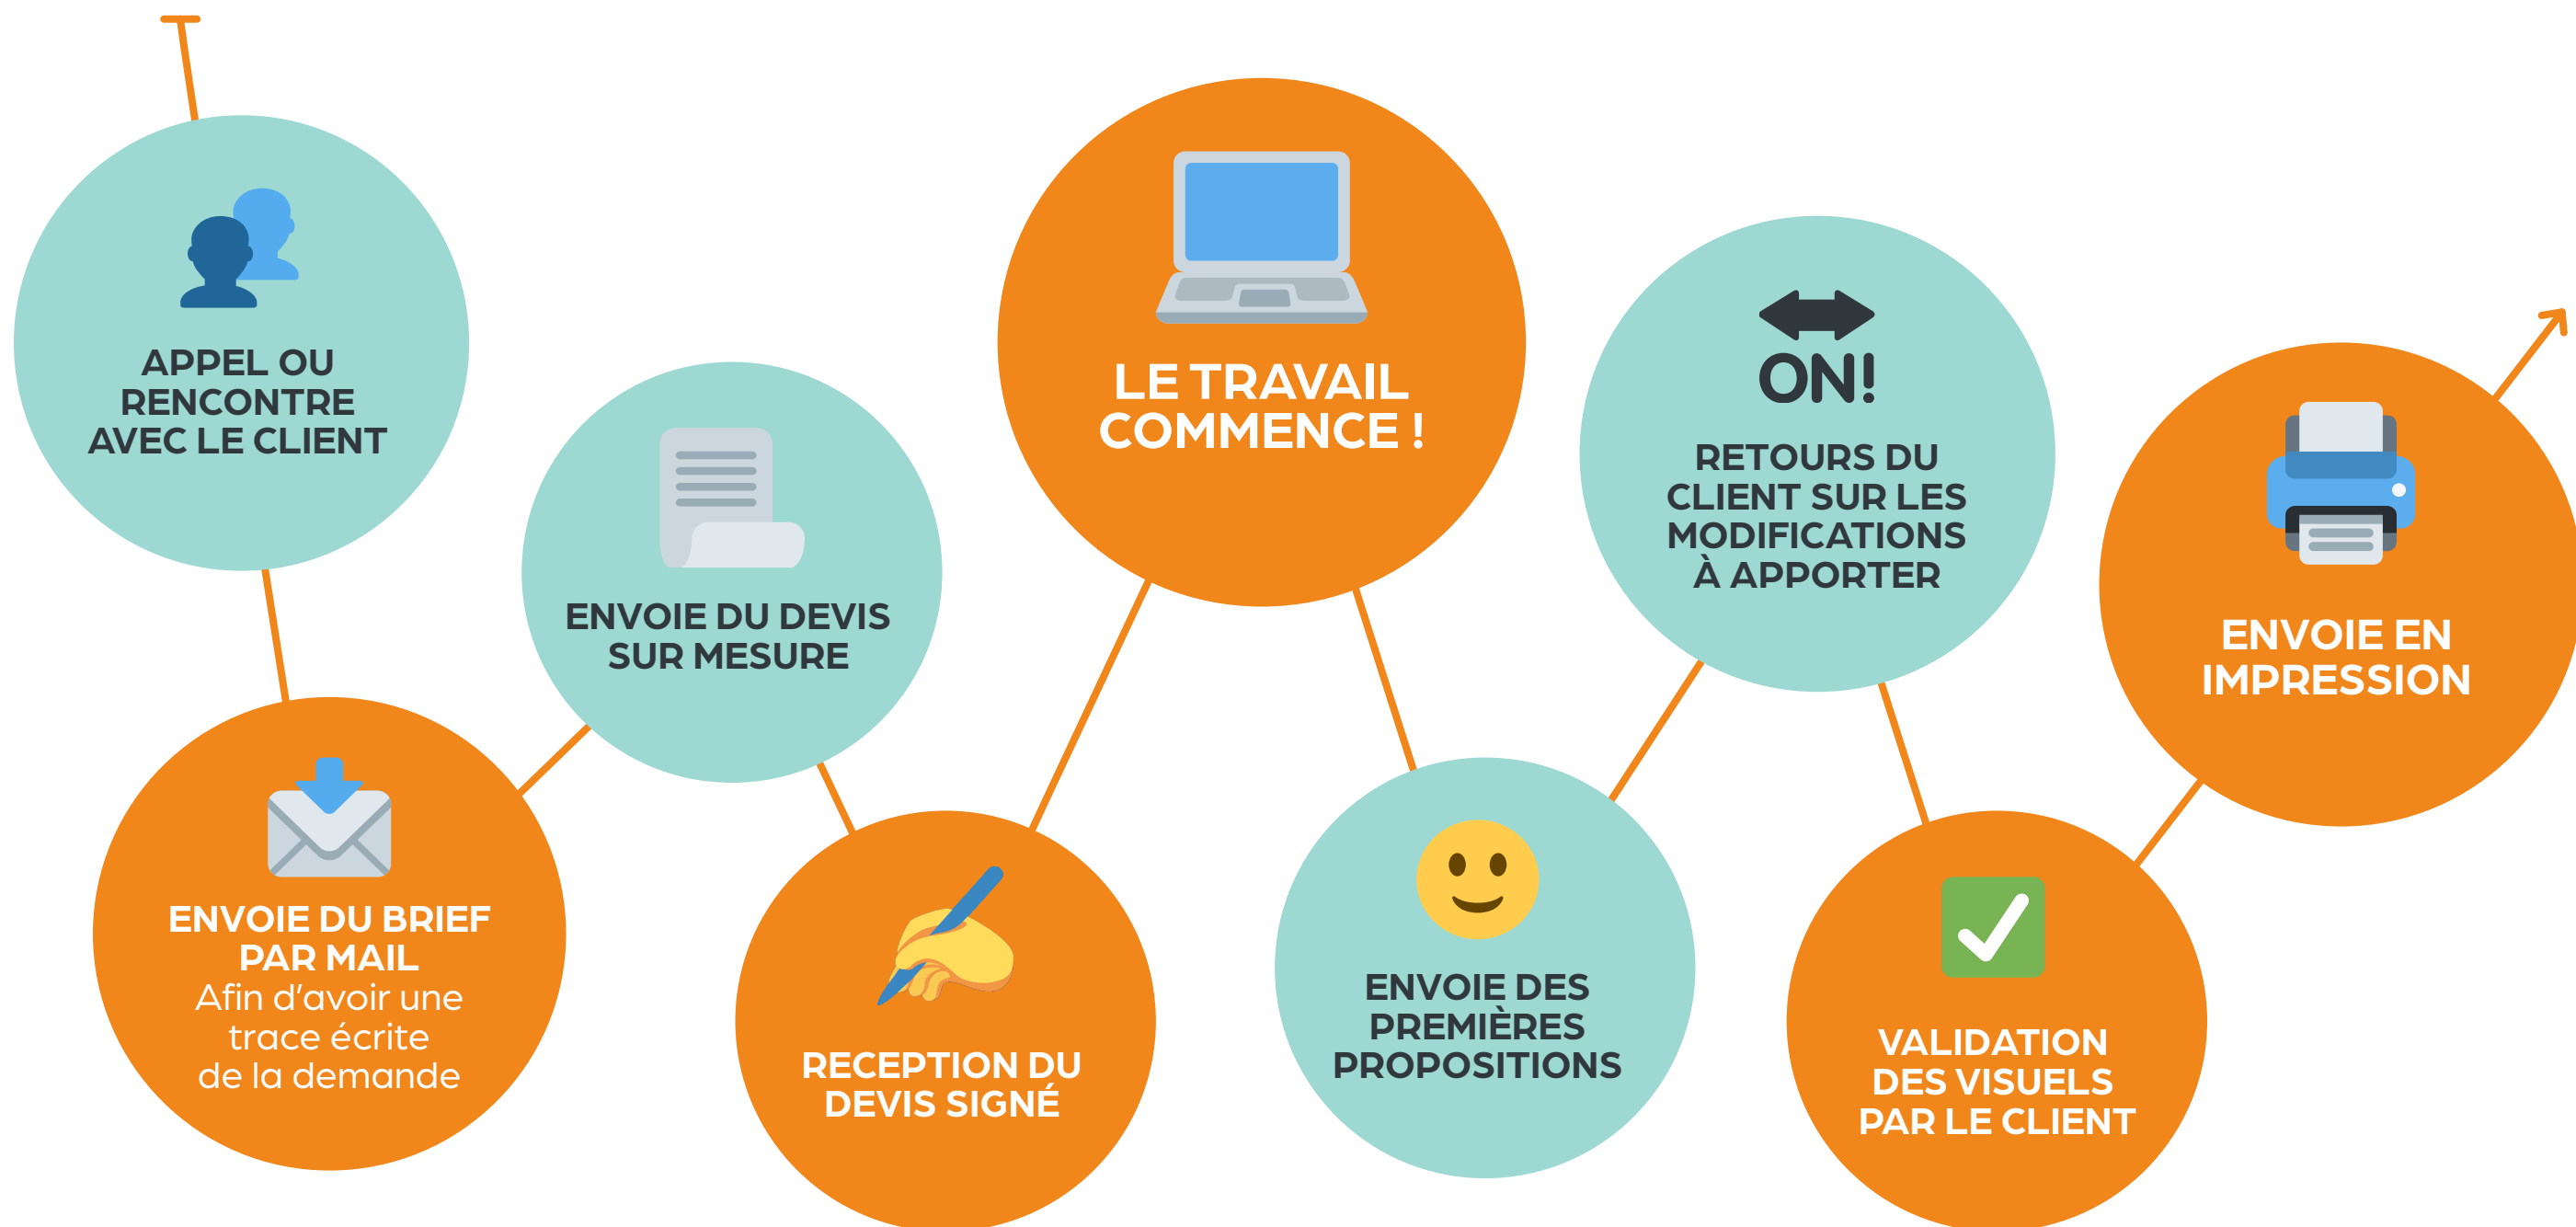 APPEL OU
RENCONTRE
AVEC LE CLIENT
ENVOIE DU BRIEF
PAR MAIL
Afin d'avoir une
trace écrite
de la demande
ENVOIE DU DEVIS
SUR MESURE
RECEPTION DU
DEVIS SIGNÉ
LE TRAVAIL
COMMENCE !
ENVOIE DES
PREMIÈRES
PROPOSITIONS
ON!
RETOURS DU
CLIENT SUR LES
MODIFICATIONS
À APPORTER
VALIDATION
DES VISUELS
PAR LE CLIENT
ENVOIE EN
IMPRESSION